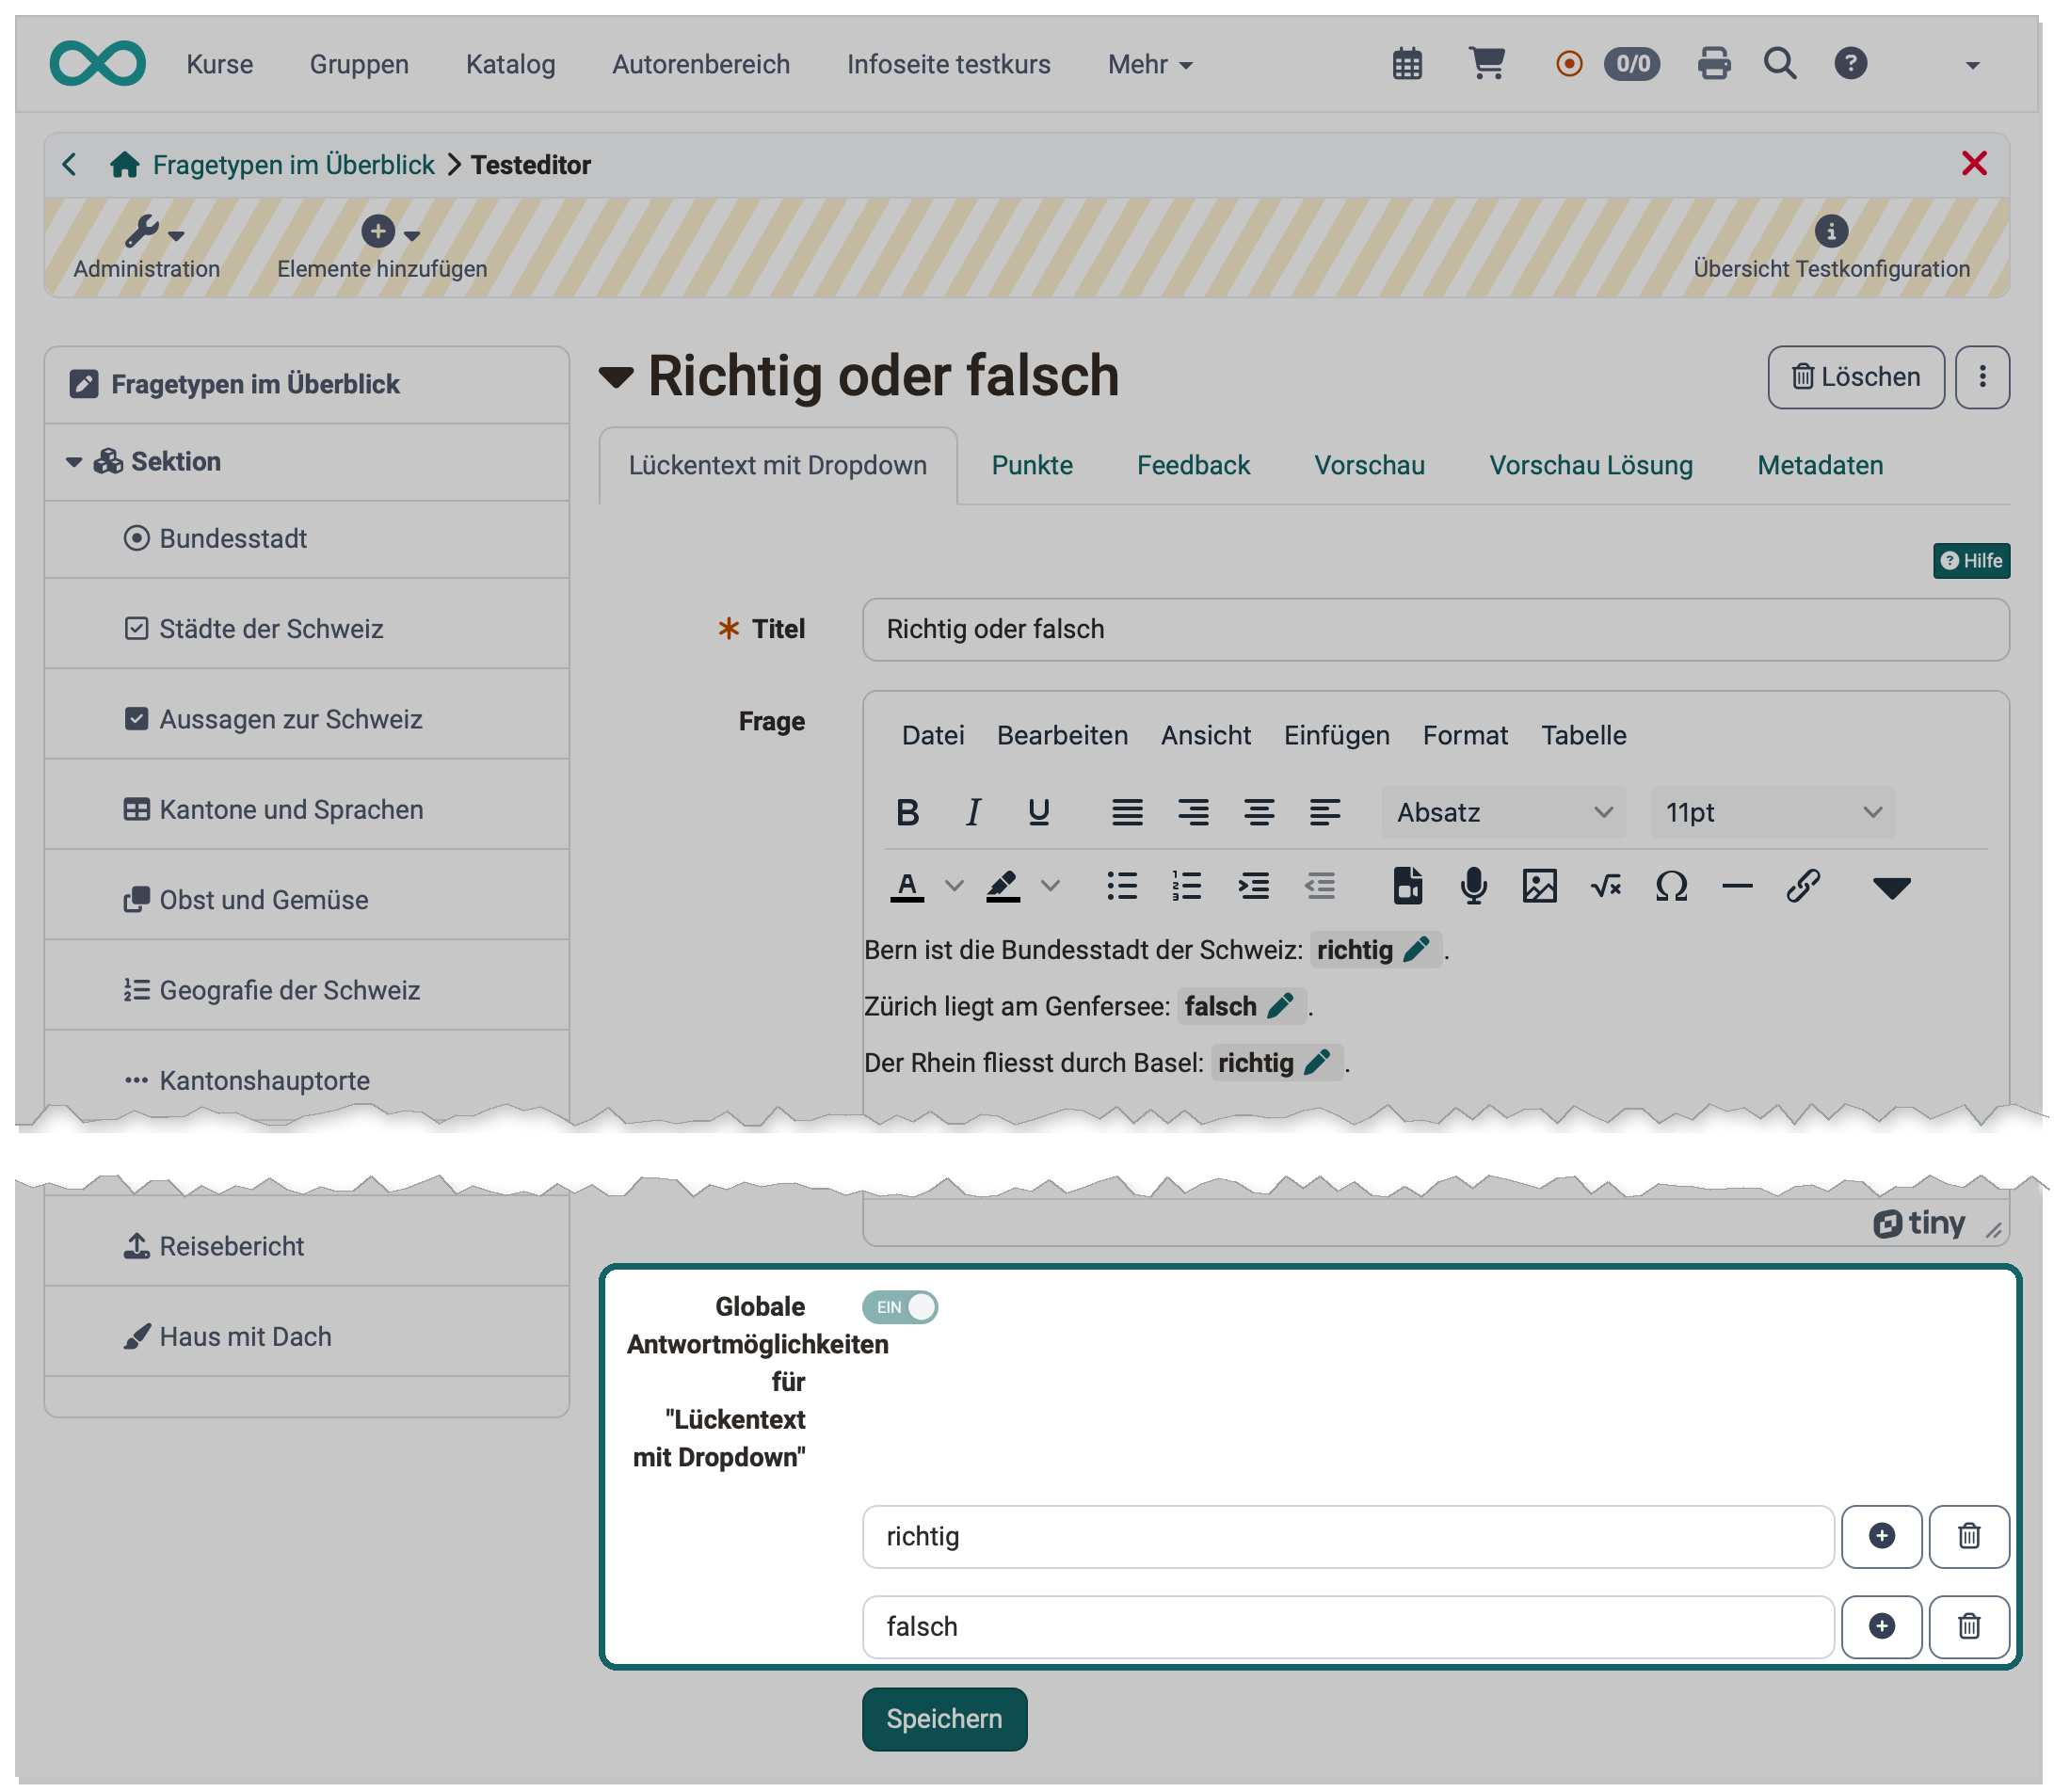 Kurse Gruppen Katalog Autorenbereich Infoseite testkurs Mehr 0/0
Fragetypen im Überblick Testeditor
Administration Elemente hinzufügen Übersicht Testkonfiguration
Fragetypen im Überblick
Sektion
Bundesstadt
Städte der Schweiz
Aussagen zur Schweiz
Kantone und Sprachen
Obst und Gemüse
Geografie der Schweiz
Kantonshauptorte
Reisebericht
Haus mit Dach
Richtig oder falsch
Löschen
Lückentext mit Dropdown Punkte Feedback Vorschau Vorschau Lösung Metadaten
Hilfe
Titel Richtig oder falsch
Frage
Datei Bearbeiten Ansicht Einfügen Format Tabelle
B I U Absatz 11pt
A
Bern ist die Bundesstadt der Schweiz: richtig .
Zürich liegt am Genfersee: falsch .
Der Rhein fliesst durch Basel: richtig .
tiny
Globale EIN
Antwortmöglichkeiten
für
"Lückentext
mit Dropdown"
richtig
falsch
Speichern